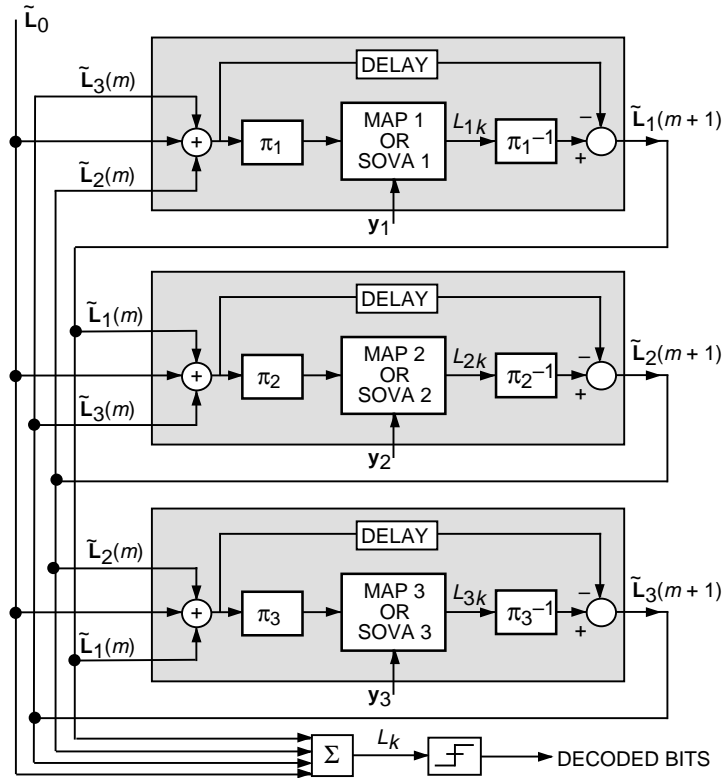 L̃₀
L̃₃(m)
DELAY
+
π₁
MAP 1
OR
SOVA 1
L₁ₖ
π₁⁻¹
−
+
L̃₁(m + 1)
L̃₂(m)
y₁
L̃₁(m)
DELAY
+
π₂
MAP 2
OR
SOVA 2
L₂ₖ
π₂⁻¹
−
+
L̃₂(m + 1)
L̃₃(m)
y₂
L̃₂(m)
DELAY
+
π₃
MAP 3
OR
SOVA 3
L₃ₖ
π₃⁻¹
−
+
L̃₃(m + 1)
L̃₁(m)
y₃
Σ
Lₖ
DECODED BITS